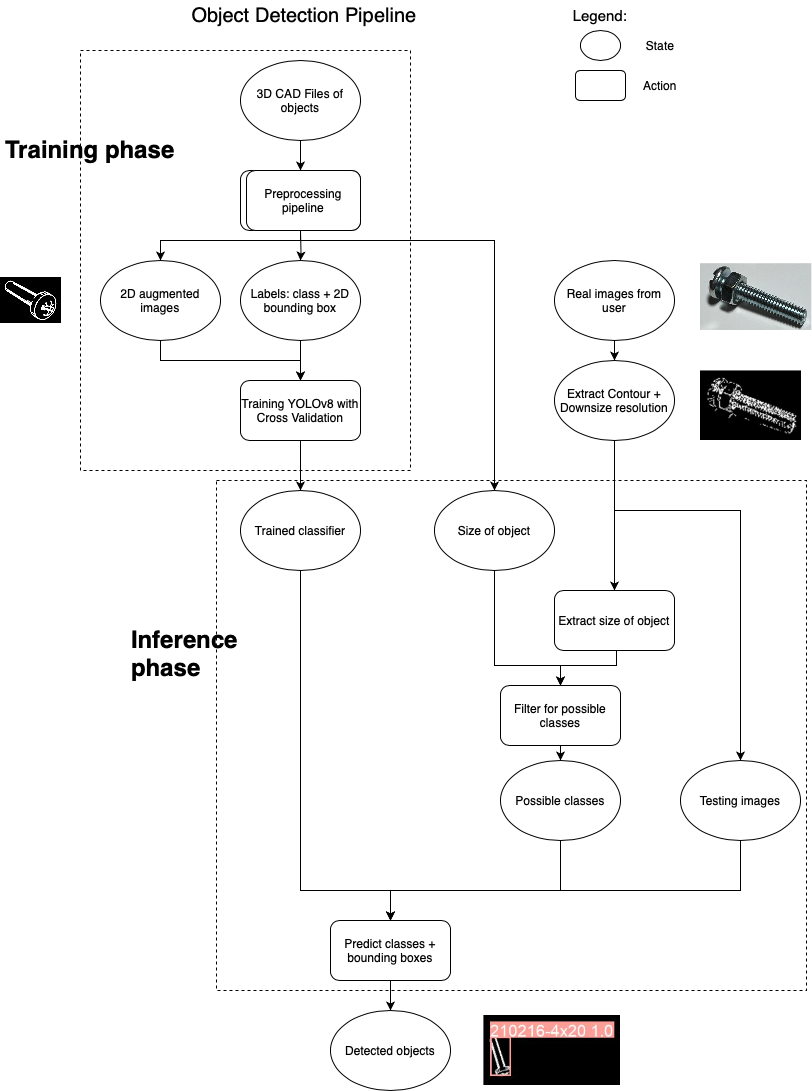 Object Detection Pipeline
Legend:
State
Action
3D CAD Files of
objects
Training phase
Preprocessing
pipeline
2D augmented
images
Labels: class + 2D
bounding box
Real images from
user
Training YOLOv8 with
Cross Validation
Extract Contour +
Downsize resolution
Trained classifier
Size of object
Extract size of object
Inference
phase
Filter for possible
classes
Possible classes
Testing images
Predict classes +
bounding boxes
Detected objects
210216-4x20 1.0